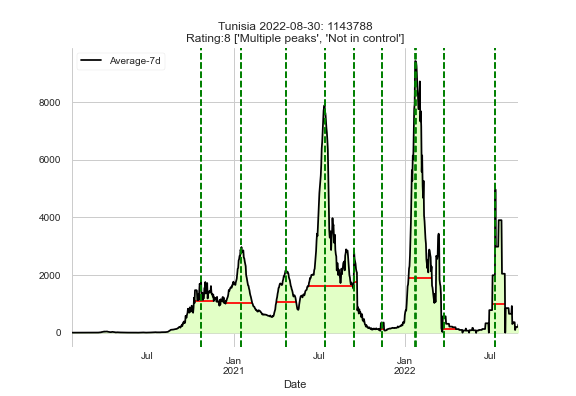 Tunisia 2022-08-30: 1143788
Rating:8 ['Multiple peaks', 'Not in control']
Average-7d
8000
6000
4000
2000
0
Jul
Jan
2021
Jul
Jan
2022
Jul
Date